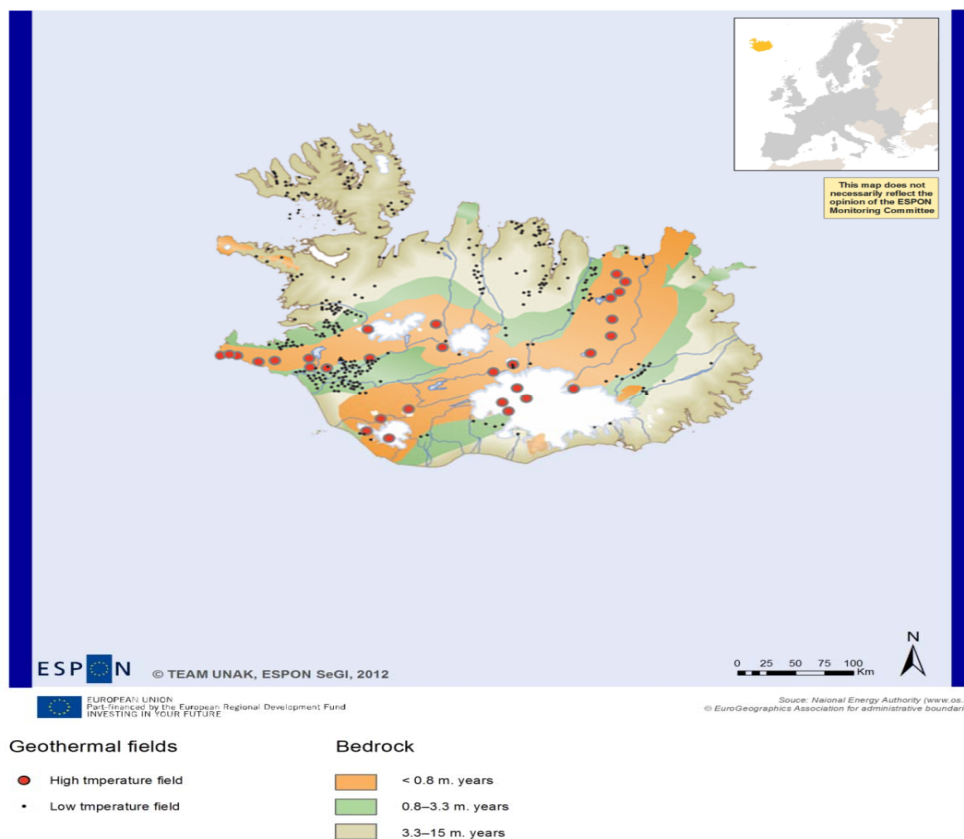 This map does not
necessarily reflect the
opinion of the ESPON
Monitoring Committee
N
0 25 50 75 100
Km
ESPON
© TEAM UNAK, ESPON SeGI, 2012
EUROPEAN UNION
Part-financed by the European Regional Development Fund
INVESTING IN YOUR FUTURE
Souce: Naional Energy Authority (www.os.
© EuroGeographics Association for administrative boundari
Geothermal fields
High tmperature field
Low tmperature field
Bedrock
< 0.8 m. years
0.8–3.3 m. years
3.3–15 m. years